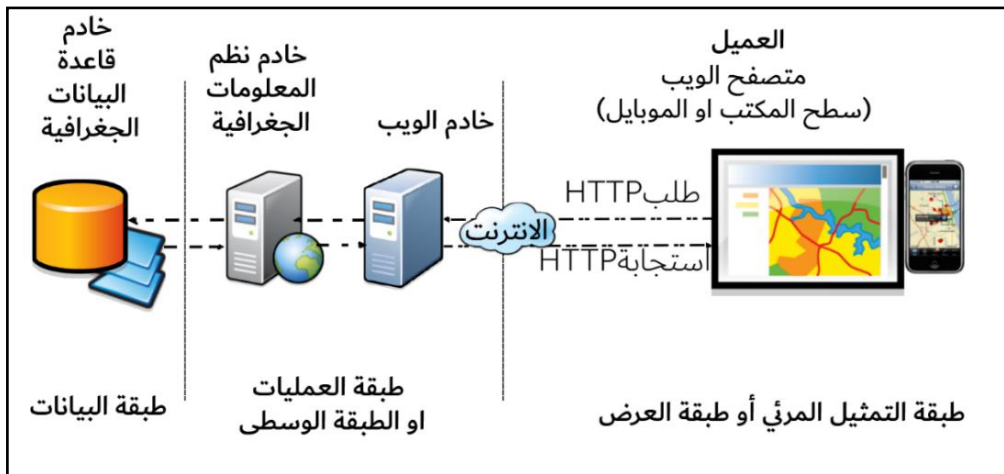 العميل
متصفح الويب
(سطح المكتب او الموبايل)
خادم الويب
خادم نظم
المعلومات
الجغرافية
خادم
قاعدة
البيانات
الجغرافية
طلبHTTP
الانترنت
استجابةHTTP
طبقة التمثيل المرئي أو طبقة العرض
طبقة العمليات
او الطبقة الوسطى
طبقة البيانات